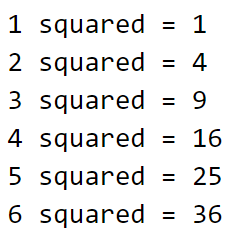 1 squared = 1
2 squared = 4
3 squared = 9
4 squared = 16
5 squared = 25
6 squared = 36